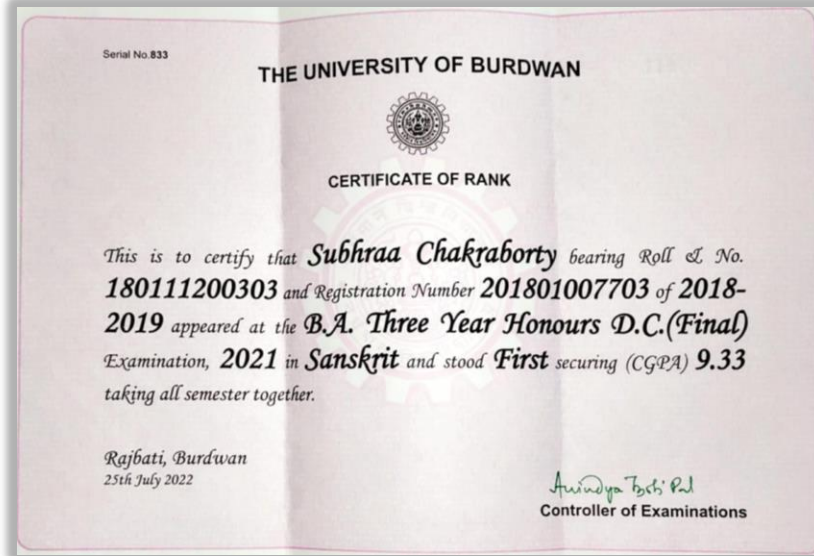 Serial No.833
THE UNIVERSITY OF BURDWAN
CERTIFICATE OF RANK
This is to certify that Subhraa Chakraborty bearing Roll & No.
180111200303 and Registration Number 201801007703 of 2018-
2019 appeared at the B.A. Three Year Honours D.C.(Final)
Examination, 2021 in Sanskrit and stood First securing (CGPA) 9.33
taking all semester together.
Rajbati, Burdwan
25th July 2022
Controller of Examinations